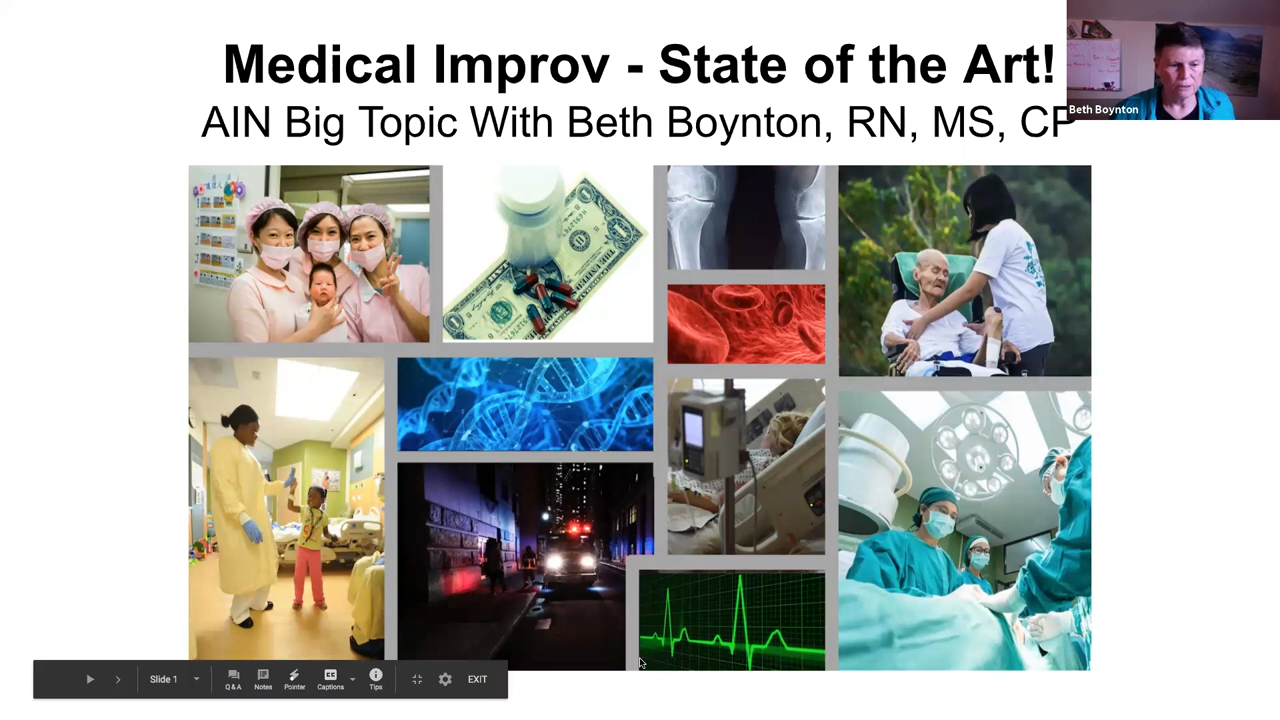 Medical Improv - State of the Art!
AIN Big Topic With Beth Boynton, RN, MS, CP
Beth Boynton
Slide 1
Q & A
Notes
Pointer
Captions
Tips
EXIT